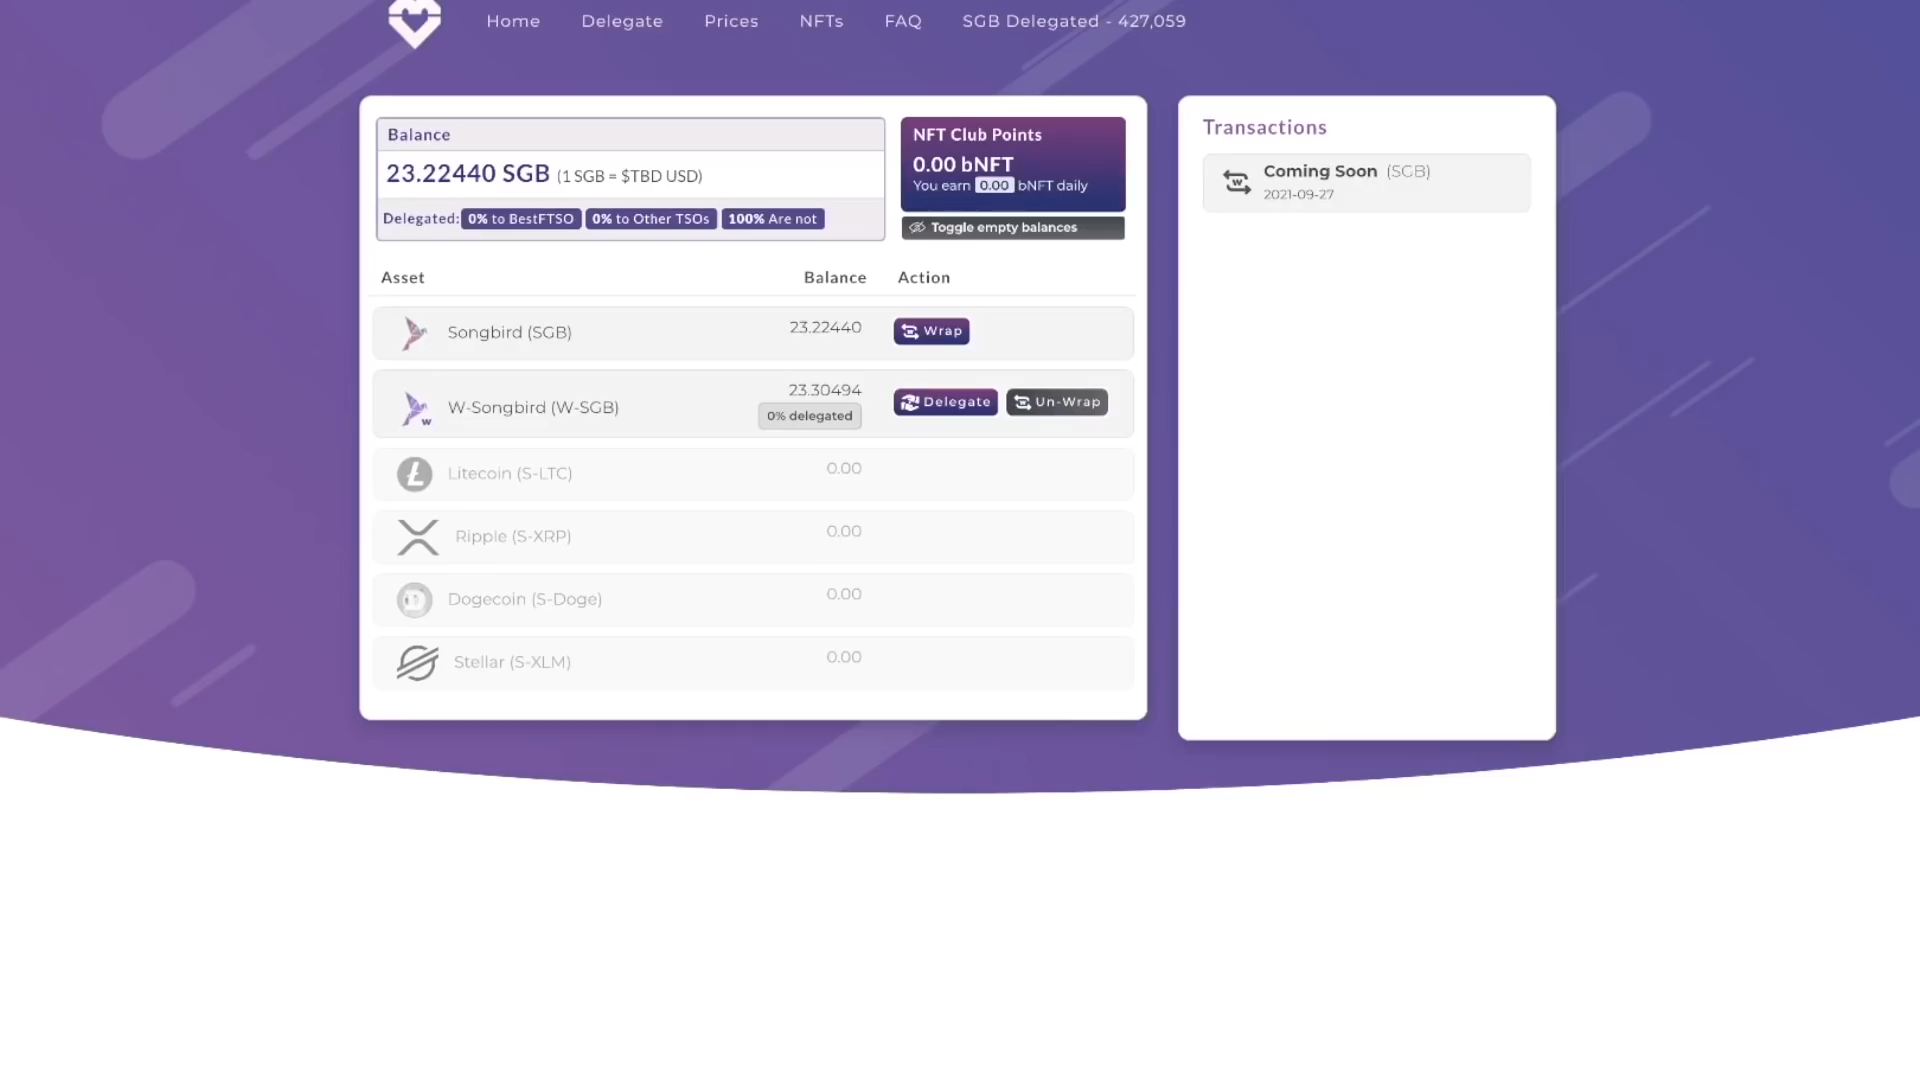 Home Delegate Prices NFTs FAQ SGB Delegated - 427,059
Balance
23.22440 SGB (1 SGB = $TBD USD)
Delegated: 0% to BestFTSO 0% to Other TSOs 100% Are not
NFT Club Points
0.00 bNFT
You earn 0.00 bNFT daily
Toggle empty balances
Asset Balance Action
Songbird (SGB) 23.22440 Wrap
W-Songbird (W-SGB) 23.30494 Delegate Un-Wrap
0% delegated
Litecoin (S-LTC) 0.00
Ripple (S-XRP) 0.00
Dogecoin (S-Doge) 0.00
Stellar (S-XLM) 0.00
Transactions
Coming Soon (SGB)
2021-09-27